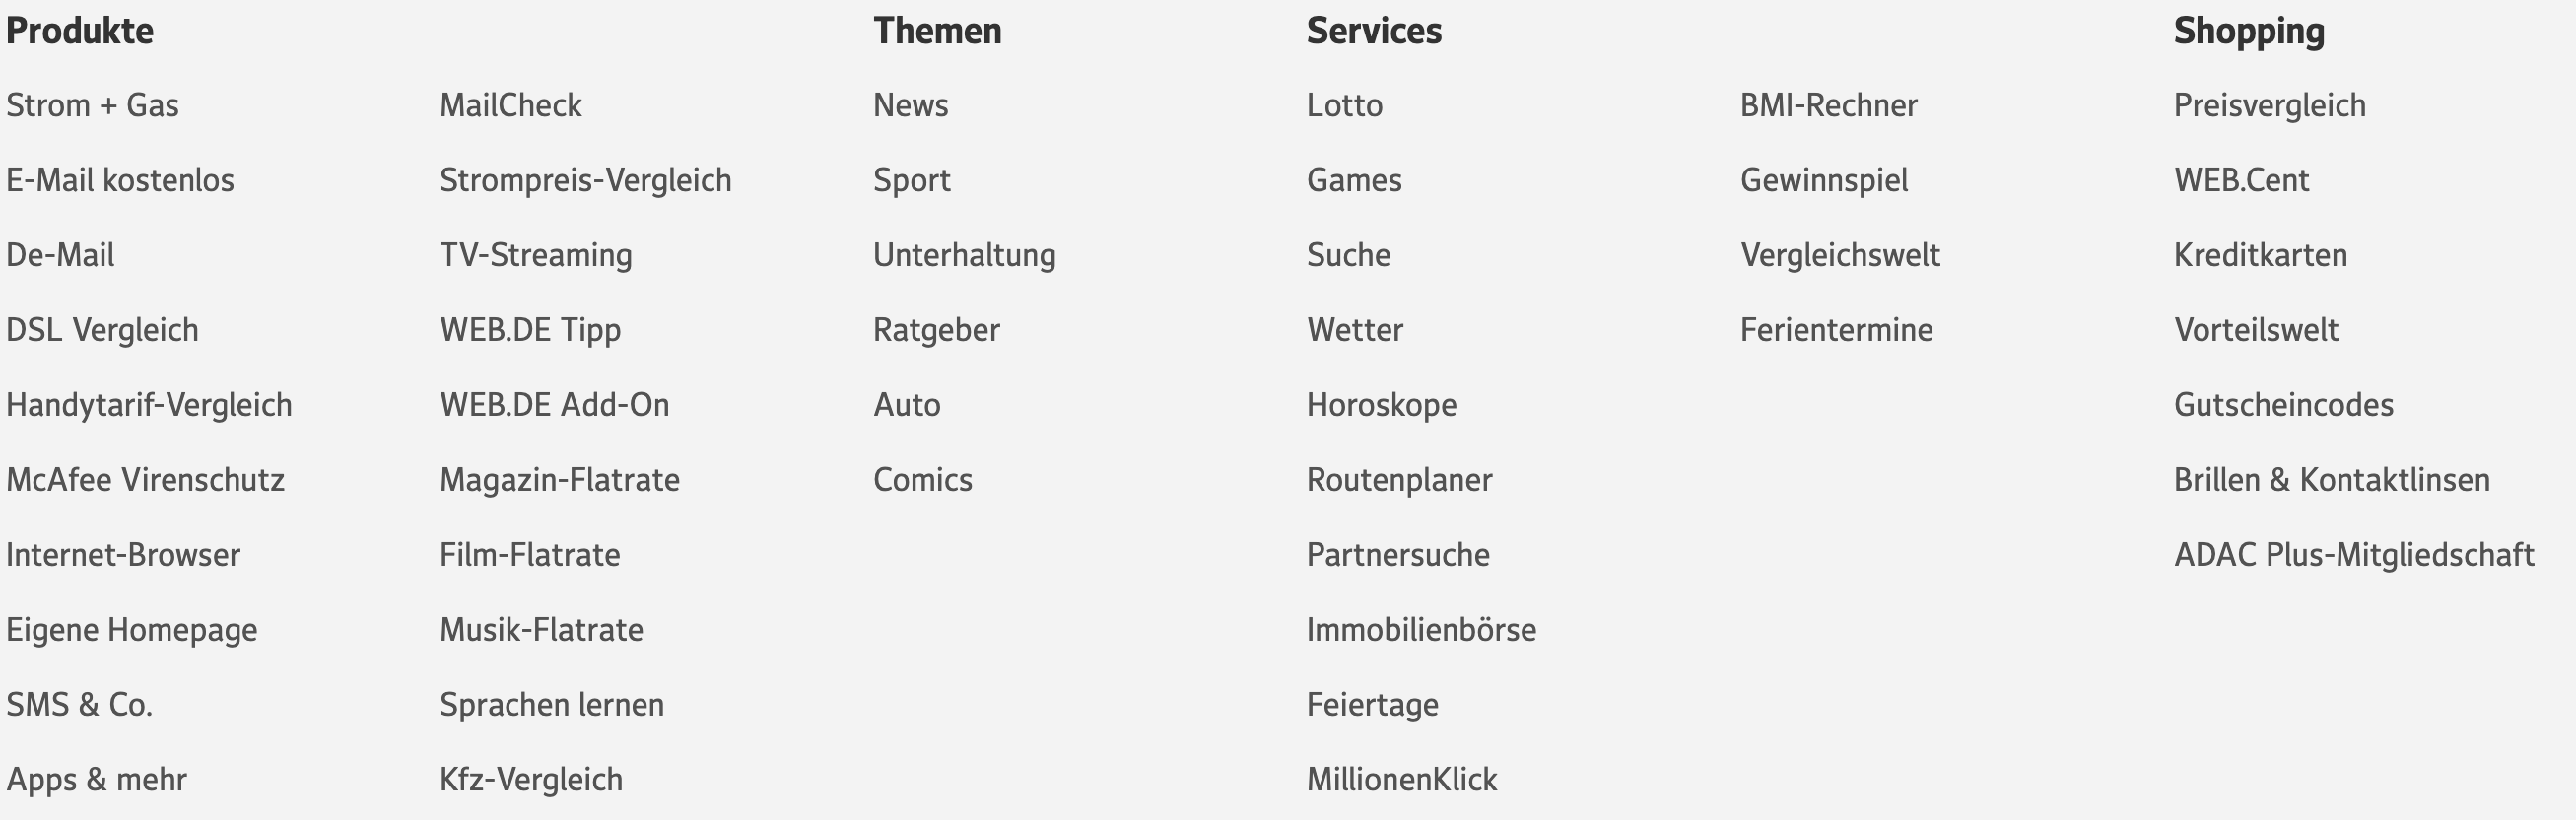 Produkte
Strom + Gas
E-Mail kostenlos
De-Mail
DSL Vergleich
Handytarif-Vergleich
McAfee Virenschutz
Internet-Browser
Eigene Homepage
SMS & Co.
Apps & mehr
MailCheck
Strompreis-Vergleich
TV-Streaming
WEB.DE Tipp
WEB.DE Add-On
Magazin-Flatrate
Film-Flatrate
Musik-Flatrate
Sprachen lernen
Kfz-Vergleich
Themen
News
Sport
Unterhaltung
Ratgeber
Auto
Comics
Services
Lotto
Games
Suche
Wetter
Horoskope
Routenplaner
Partnersuche
Immobilienbörse
Feiertage
MillionenKlick
BMI-Rechner
Gewinnspiel
Vergleichswelt
Ferientermine
Shopping
Preisvergleich
WEB.Cent
Kreditkarten
Vorteilswelt
Gutscheincodes
Brillen & Kontaktlinsen
ADAC Plus-Mitgliedschaft